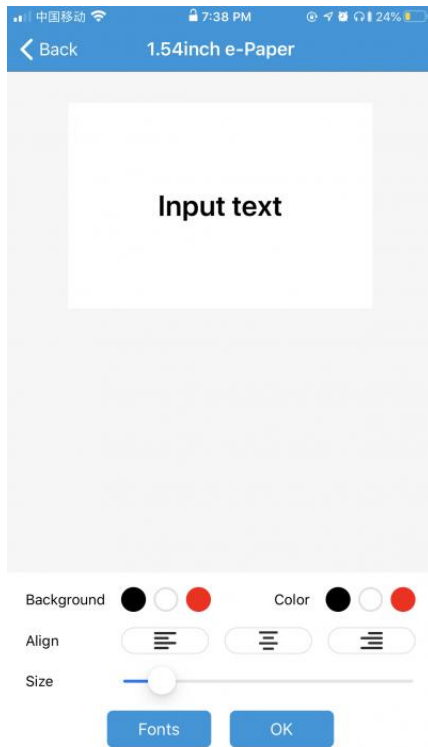 中国移动 7:38 PM 24%
Back 1.54inch e-Paper
Input text
Background Color
Align
Size
Fonts OK